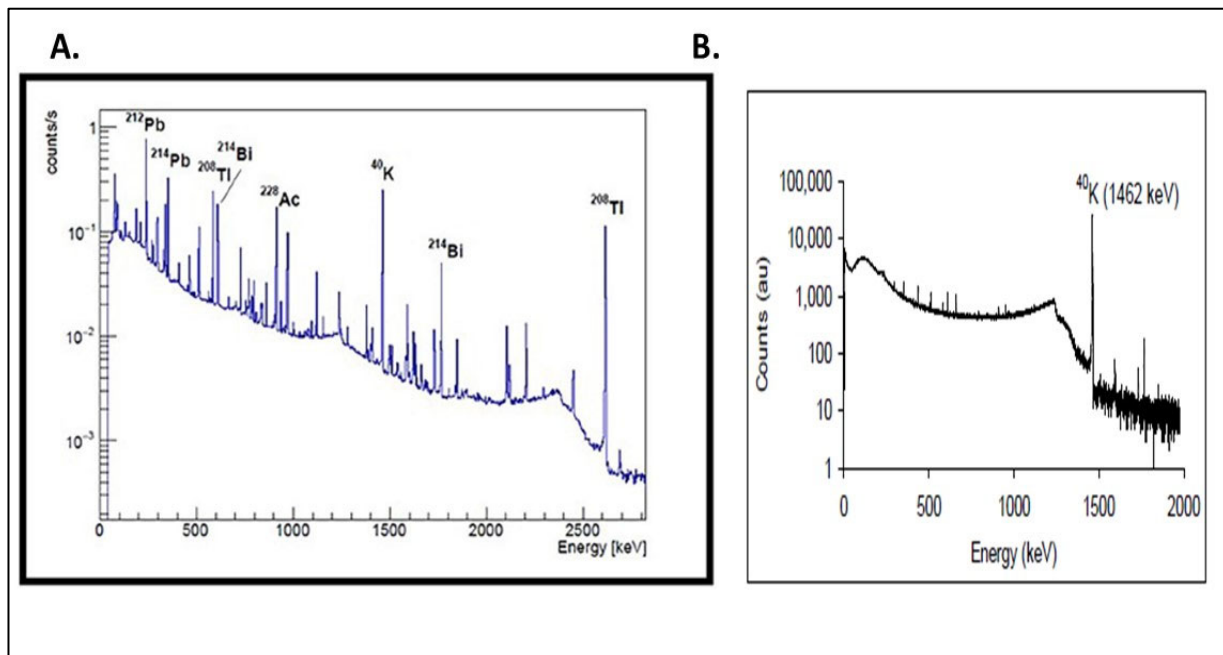 A.
B.
counts/s
1
10⁻¹
10⁻²
10⁻³
²¹²Pb
²¹⁴Pb
²⁰⁸Tl
²¹⁴Bi
²²⁸Ac
⁴⁰K
²¹⁴Bi
²⁰⁸Tl
0 500 1000 1500 2000 2500
Energy [keV]
Counts (au)
100,000
10,000
1,000
100
10
1
⁴⁰K (1462 keV)
0 500 1000 1500 2000
Energy (keV)